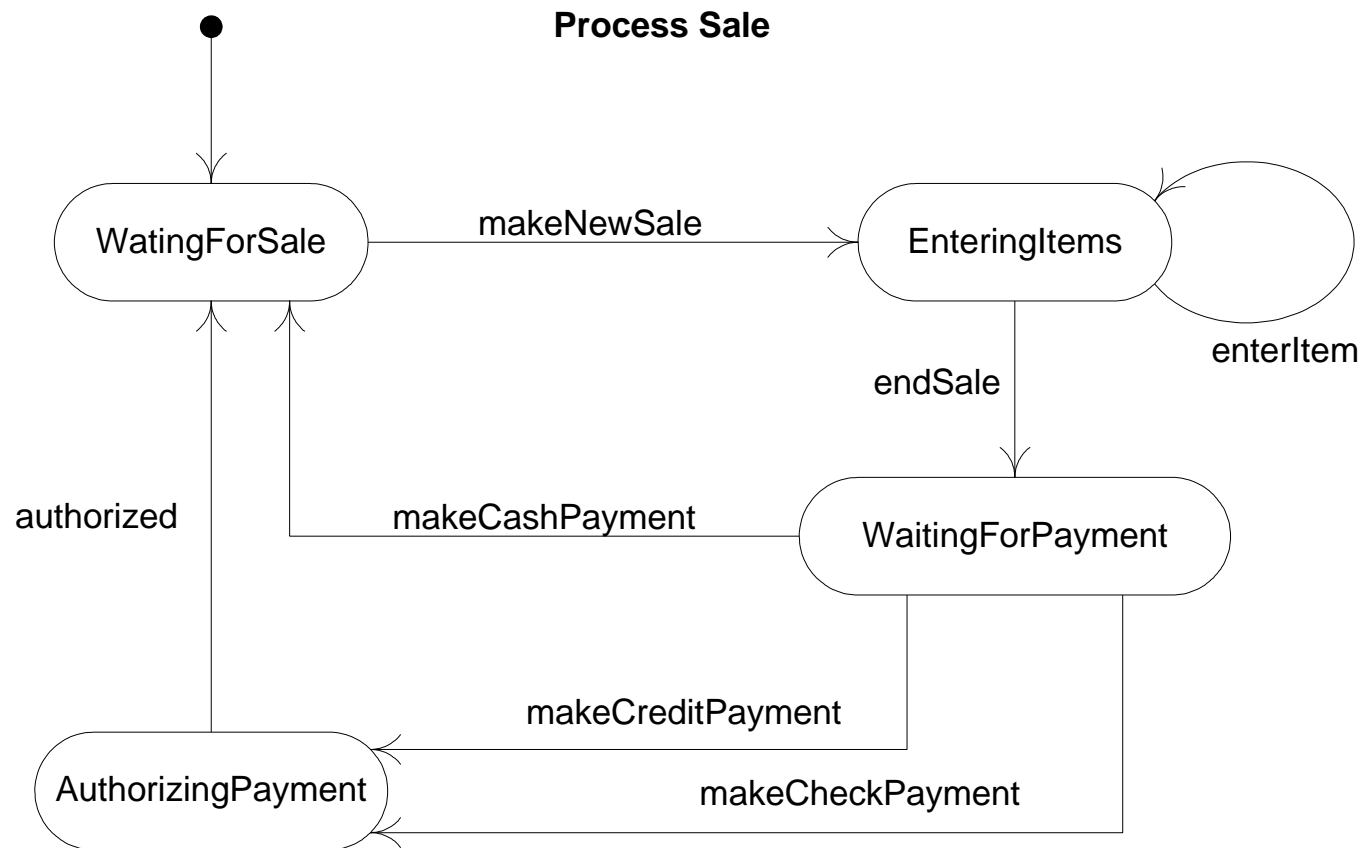 Process Sale
WatingForSale
makeNewSale
EnteringItems
enterItem
endSale
authorized
makeCashPayment
WaitingForPayment
makeCreditPayment
AuthorizingPayment
makeCheckPayment